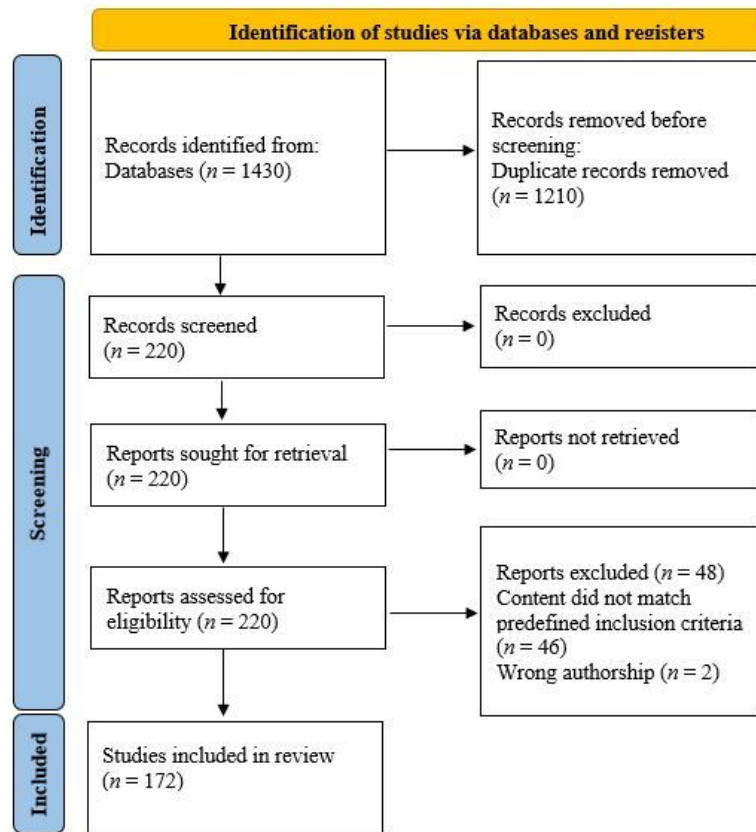 Identification of studies via databases and registers
Identification
Records identified from:
Databases (n = 1430)
Records removed before
screening:
Duplicate records removed
(n = 1210)
Screening
Records screened
(n = 220)
Records excluded
(n = 0)
Reports sought for retrieval
(n = 220)
Reports not retrieved
(n = 0)
Reports assessed for
eligibility (n = 220)
Reports excluded (n = 48)
Content did not match
predefined inclusion criteria
(n = 46)
Wrong authorship (n = 2)
Included
Studies included in review
(n = 172)